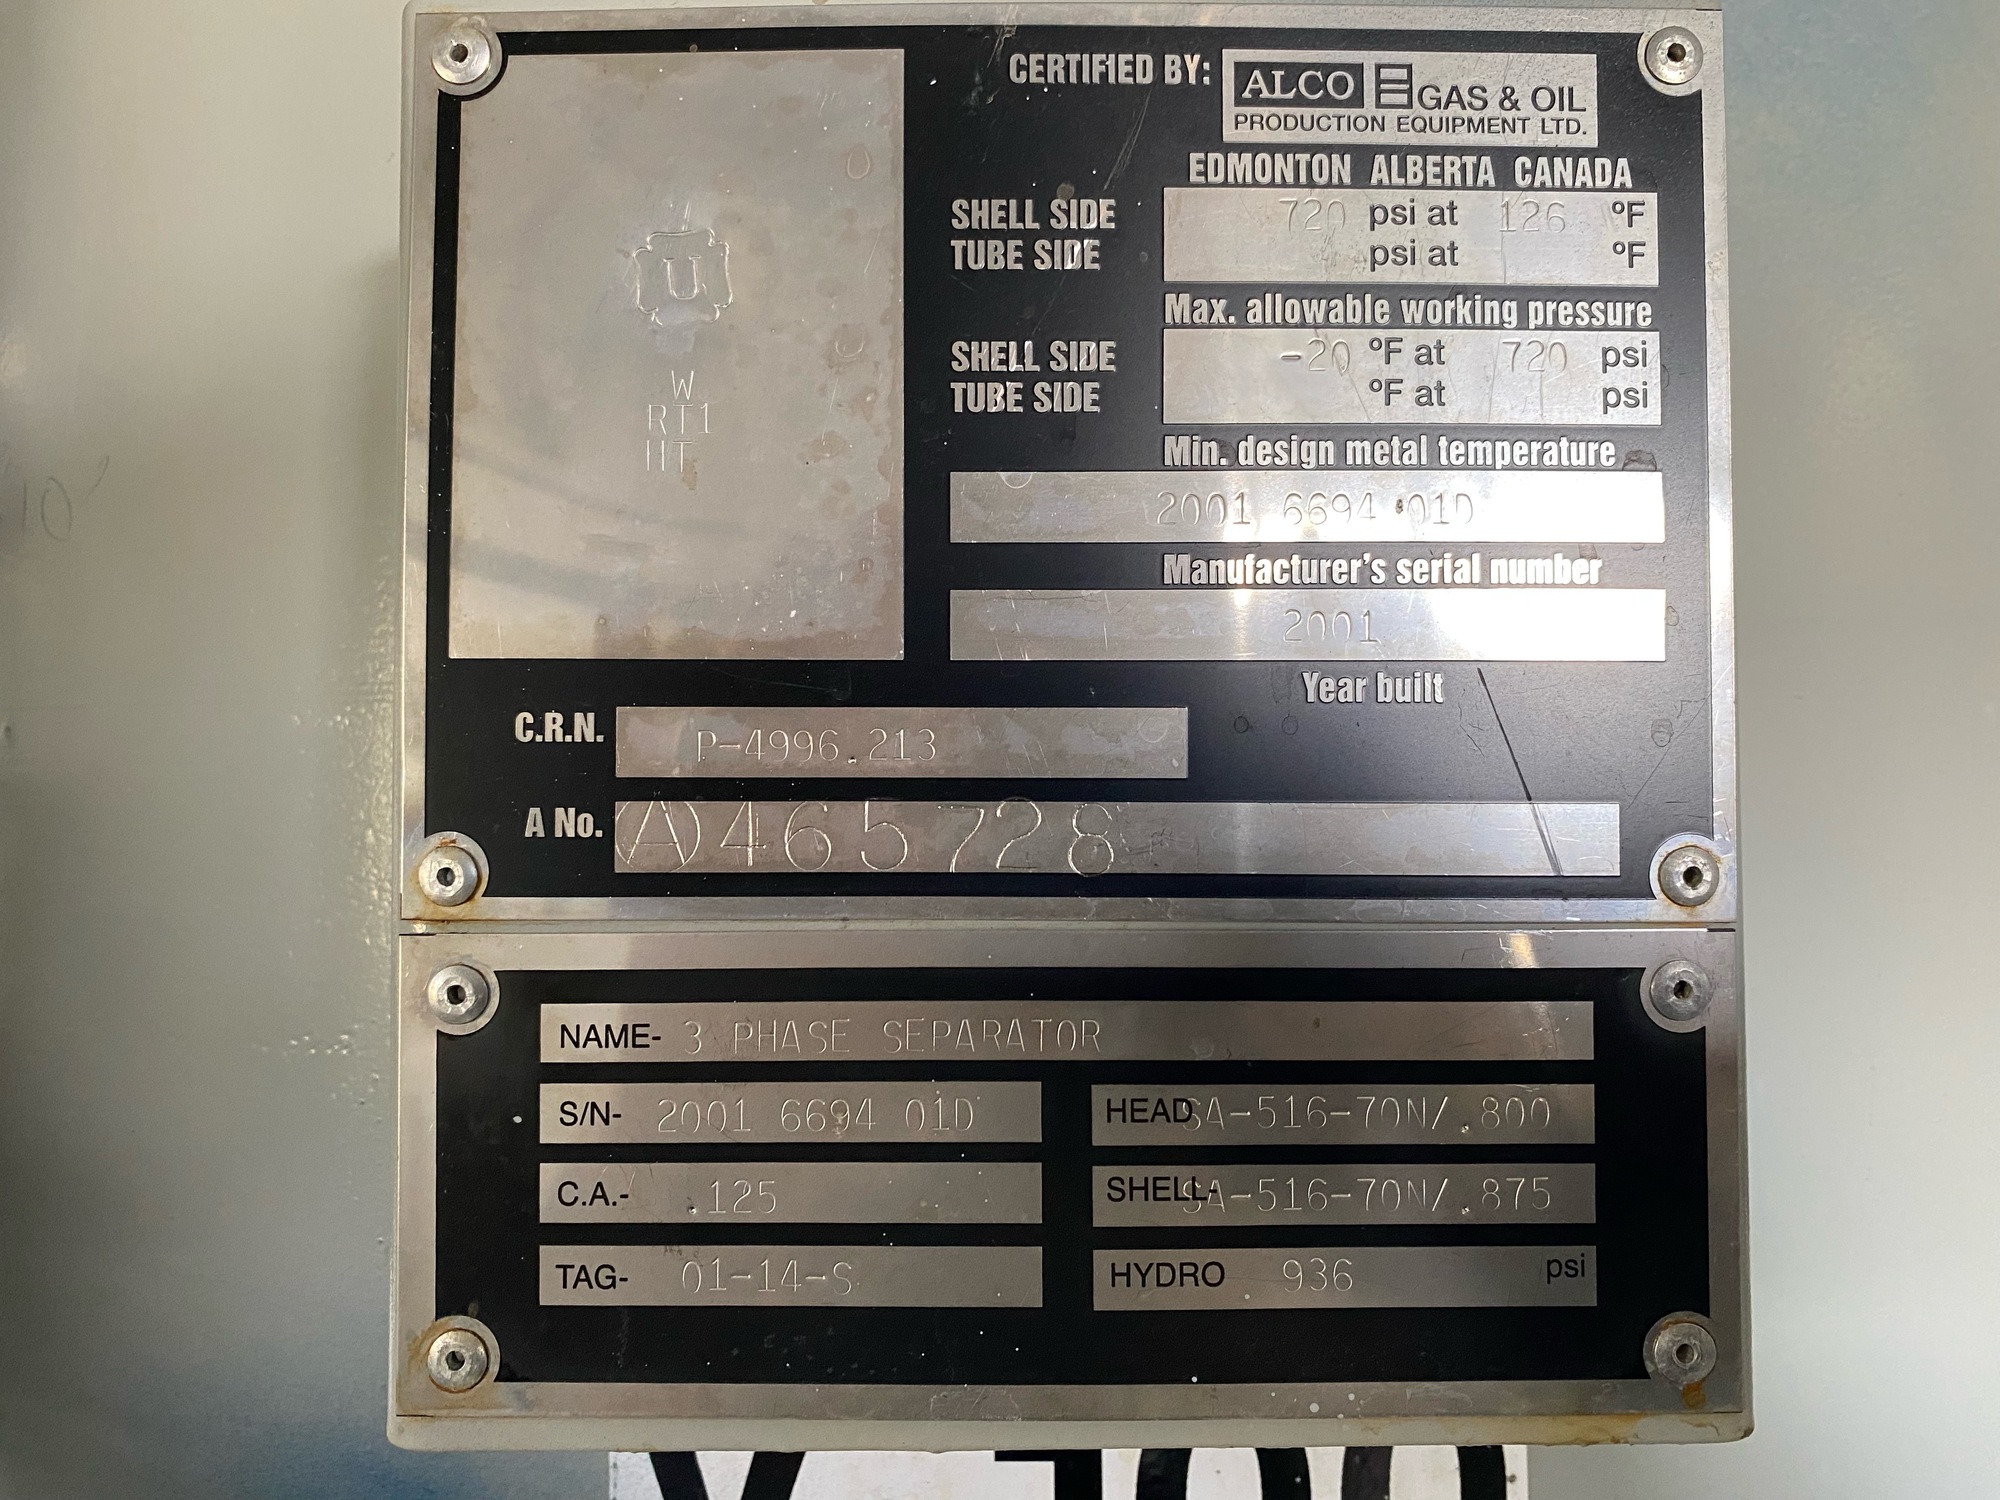 CERTIFIED BY: ALCO GAS & OIL
PRODUCTION EQUIPMENT LTD.
EDMONTON ALBERTA CANADA
SHELL SIDE 720 psi at 126 °F
TUBE SIDE psi at °F
Max. allowable working pressure
SHELL SIDE -20 °F at 720 psi
TUBE SIDE °F at psi
Min. design metal temperature
2001 6694 01D
Manufacturer's serial number
2001
Year built
U
W
RT1
HT
C.R.N. P-4996.213
A No. (A) 465728
NAME- 3 PHASE SEPARATOR
S/N- 2001 6694 01D
HEAD SA-516-70N/.800
C.A.- .125
SHELL- SA-516-70N/.875
TAG- 01-14-S
HYDRO 936 psi
10'